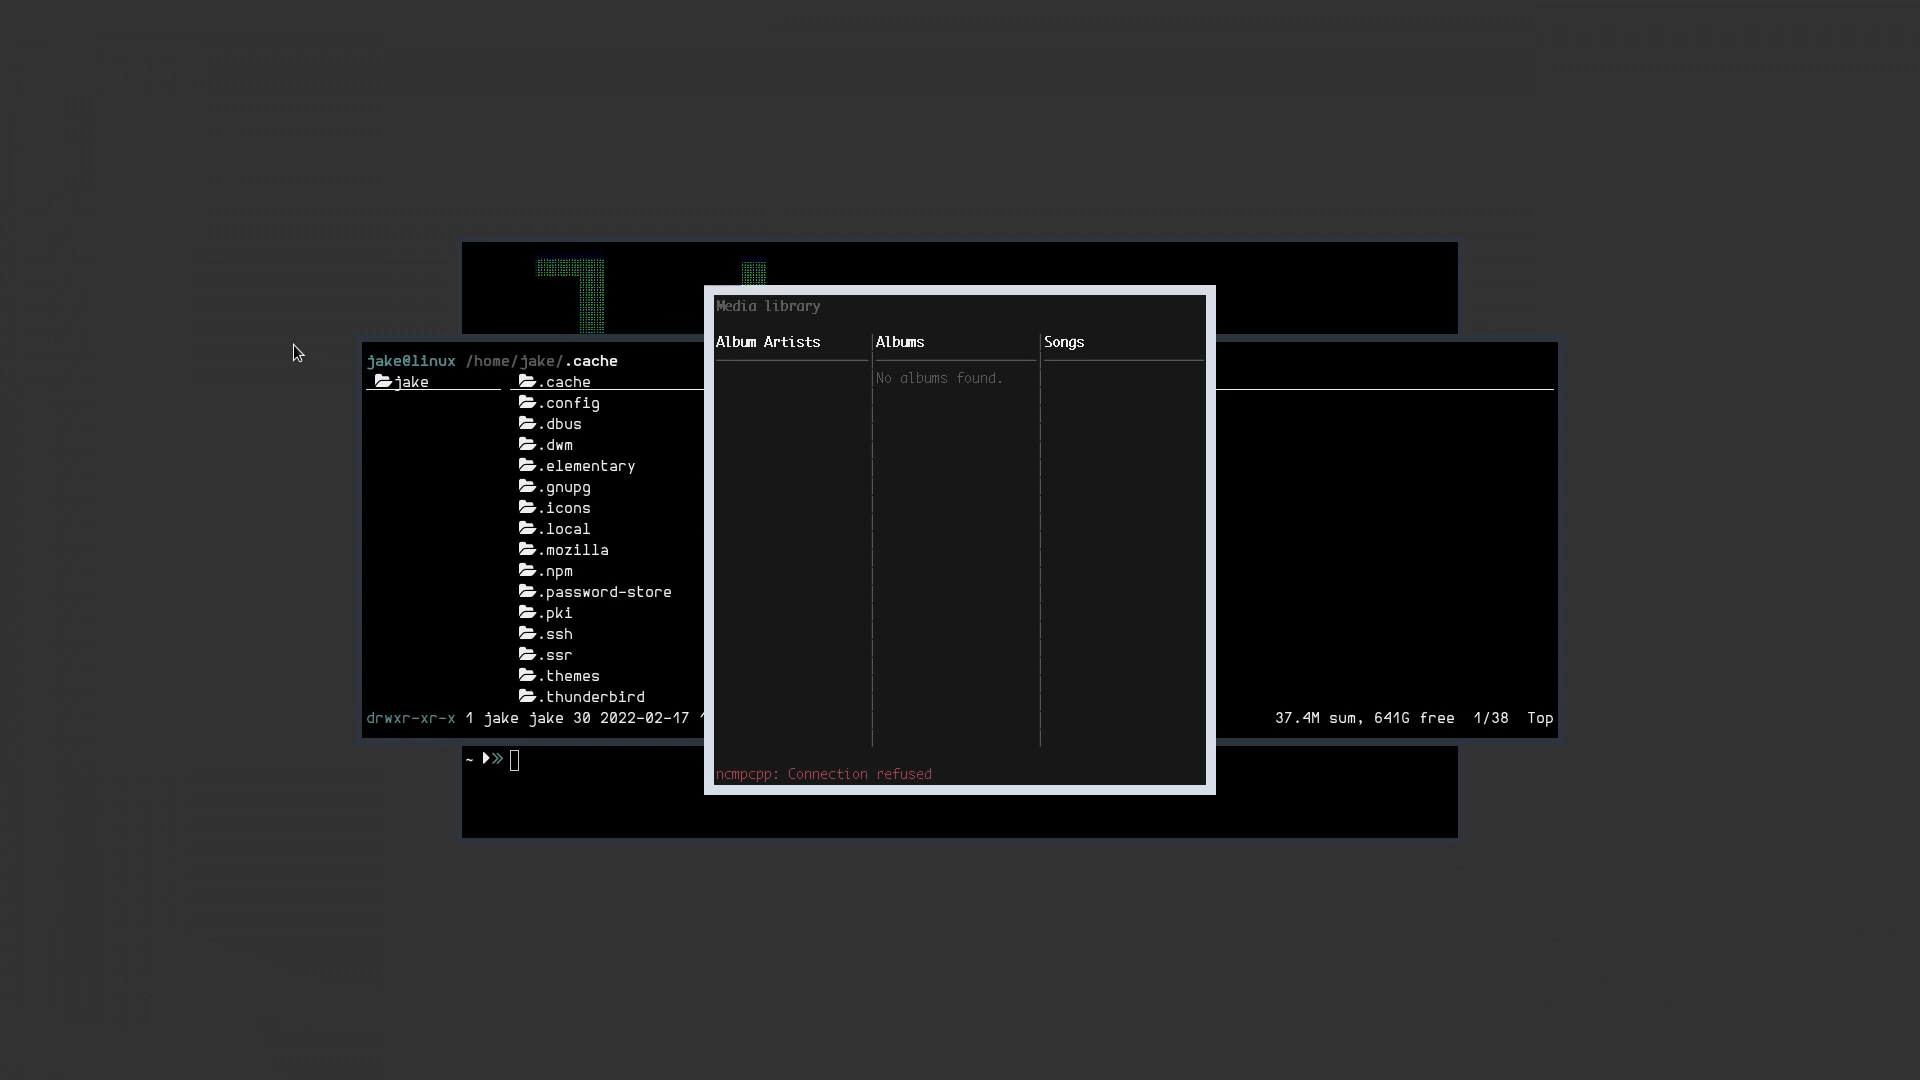 Media library
Album Artists
Albums
Songs
No albums found.
ncmpcpp: Connection refused
jake@linux /home/jake/.cache
jake
.cache
.config
.dbus
.dwm
.elementary
.gnupg
.icons
.local
.mozilla
.npm
.password-store
.pki
.ssh
.ssr
.themes
.thunderbird
drwxr-xr-x 1 jake jake 30 2022-02-17
37.4M sum, 641G free 1/38 Top
~